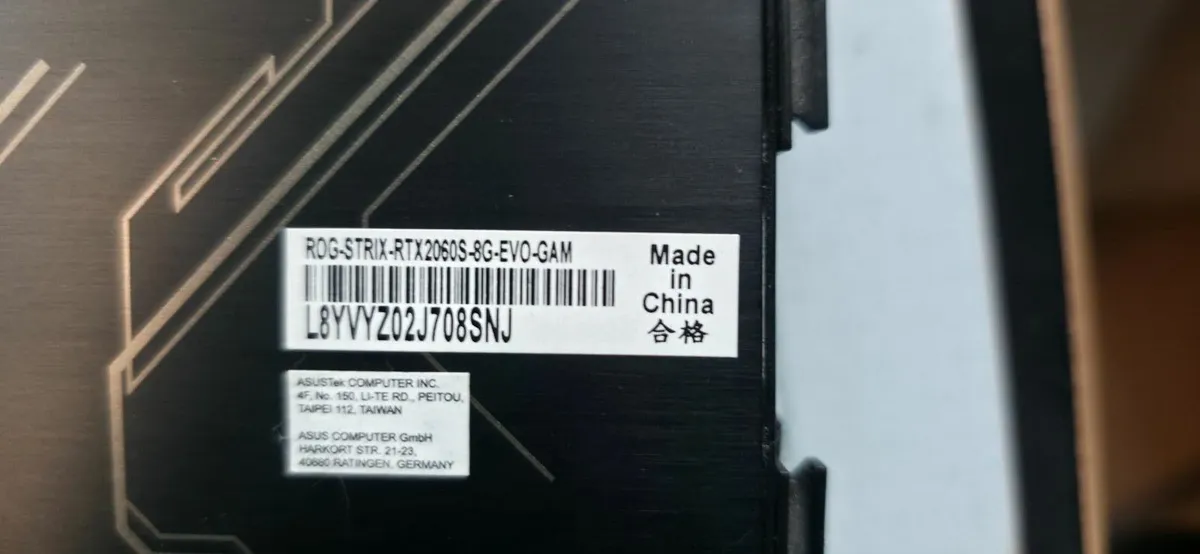 ROG-STRIX-RTX2060S-8G-EVO-GAM
L8YVYZ02J708SNJ
Made
in
China
合格
ASUSTek COMPUTER INC.
4F, No. 150, LI-TE RD., PEITOU,
TAIPEI 112, TAIWAN
ASUS COMPUTER GmbH
HARKORT STR. 21-23,
40880 RATINGEN, GERMANY